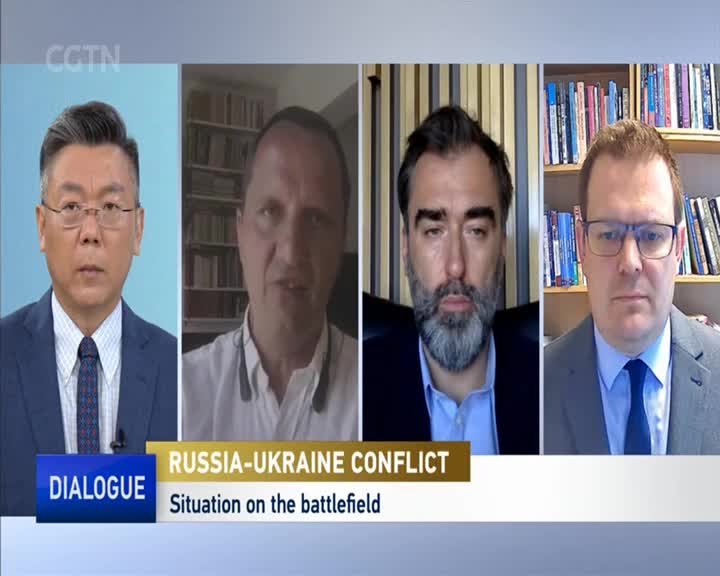 CGTN
RUSSIA-UKRAINE CONFLICT
DIALOGUE
Situation on the battlefield